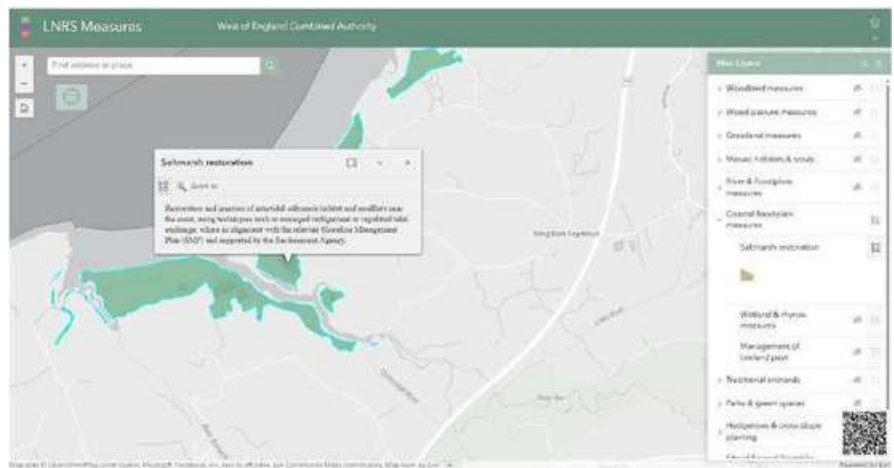 LNRS Measures
West of England Combined Authority
Find address or place
Map Layers
Woodland measures
Wood pasture measures
Grassland measures
Mosaic habitats & scrub
River & floodplain
measures
Coastal floodplain
measures
Saltmarsh restoration
Wetland & rhynes
measures
Management of
lowland peat
Traditional orchards
Parks & green spaces
Hedgerows & cross-slope
planting
Saltmarsh restoration
Zoom to
Restoration and creation of intertidal saltmarsh habitat and mudflats near
the coast, using techniques such as managed realignment or regulated tidal
exchange, where in alignment with the relevant Shoreline Management
Plan (SMP) and supported by the Environment Agency.
Kingston Seymour